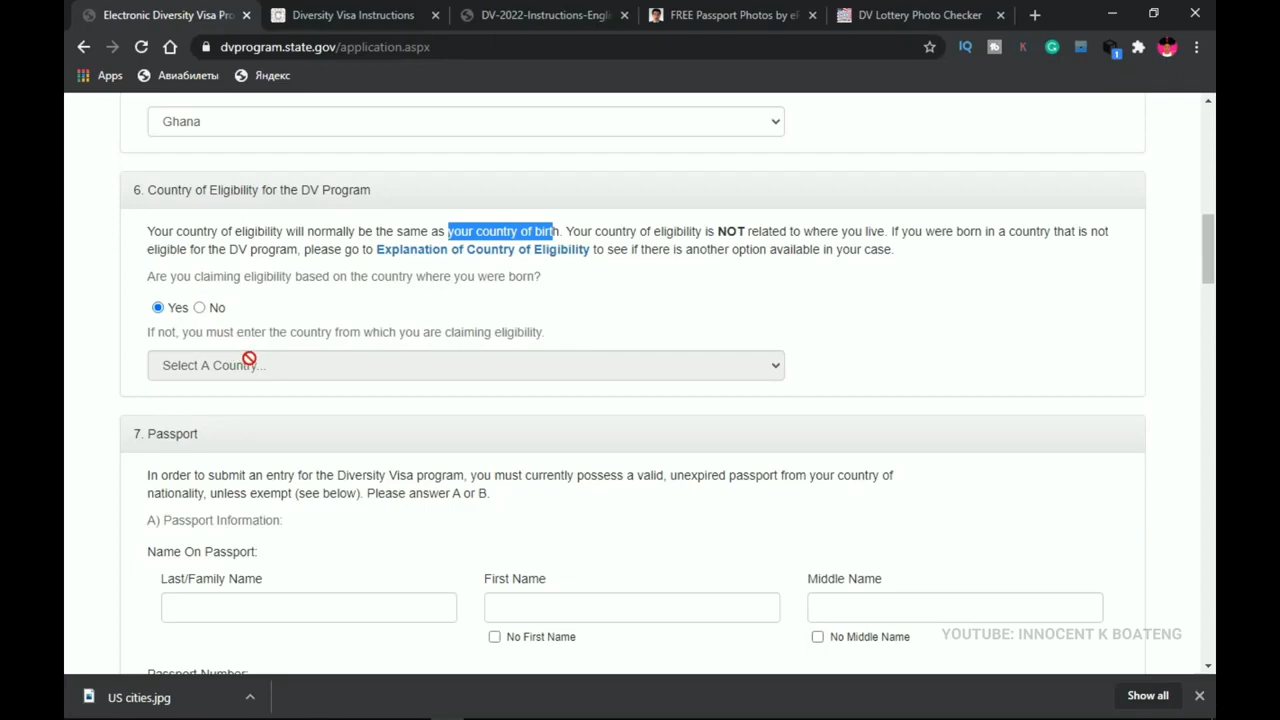 Electronic Diversity Visa Pro
Diversity Visa Instructions
DV-2022-Instructions-Engli
FREE Passport Photos by eP
DV Lottery Photo Checker
dvprogram.state.gov/application.aspx
Apps
Авиабилеты
Яндекс
Ghana
6. Country of Eligibility for the DV Program
Your country of eligibility will normally be the same as your country of birth. Your country of eligibility is NOT related to where you live. If you were born in a country that is not
eligible for the DV program, please go to Explanation of Country of Eligibility to see if there is another option available in your case.
Are you claiming eligibility based on the country where you were born?
Yes No
If not, you must enter the country from which you are claiming eligibility.
Select A Country...
7. Passport
In order to submit an entry for the Diversity Visa program, you must currently possess a valid, unexpired passport from your country of
nationality, unless exempt (see below). Please answer A or B.
A) Passport Information:
Name On Passport:
Last/Family Name
First Name
Middle Name
No First Name
No Middle Name
YOUTUBE: INNOCENT K BOATENG
Passport Number:
US cities.jpg
Show all